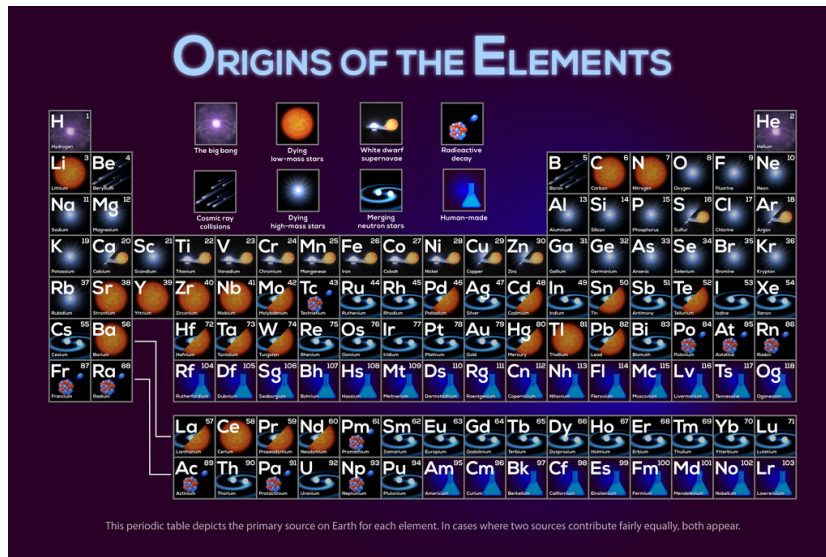 ORIGINS OF THE ELEMENTS
The big bang
Dying
low-mass stars
White dwarf
supernovae
Radioactive
decay
Cosmic ray
collisions
Dying
high-mass stars
Merging
neutron stars
Human-made
H 1 He 2
Hydrogen Helium
Li 3 Be 4 B 5 C 6 N 7 O 8 F 9 Ne 10
Lithium Beryllium Boron Carbon Nitrogen Oxygen Fluorine Neon
Na 11 Mg 12 Al 13 Si 14 P 15 S 16 Cl 17 Ar 18
Sodium Magnesium Aluminum Silicon Phosphorus Sulfur Chlorine Argon
K 19 Ca 20 Sc 21 Ti 22 V 23 Cr 24 Mn 25 Fe 26 Co 27 Ni 28 Cu 29 Zn 30 Ga 31 Ge 32 As 33 Se 34 Br 35 Kr 36
Potassium Calcium Scandium Titanium Vanadium Chromium Manganese Iron Cobalt Nickel Copper Zinc Gallium Germanium Arsenic Selenium Bromine Krypton
Rb 37 Sr 38 Y 39 Zr 40 Nb 41 Mo 42 Tc 43 Ru 44 Rh 45 Pd 46 Ag 47 Cd 48 In 49 Sn 50 Sb 51 Te 52 I 53 Xe 54
Rubidium Strontium Yttrium Zirconium Niobium Molybdenum Technetium Ruthenium Rhodium Palladium Silver Cadmium Indium Tin Antimony Tellurium Iodine Xenon
Cs 55 Ba 56 Hf 72 Ta 73 W 74 Re 75 Os 76 Ir 77 Pt 78 Au 79 Hg 80 Tl 81 Pb 82 Bi 83 Po 84 At 85 Rn 86
Cesium Barium Hafnium Tantalum Tungsten Rhenium Osmium Iridium Platinum Gold Mercury Thallium Lead Bismuth Polonium Astatine Radon
Fr 87 Ra 88 Rf 104 Db 105 Sg 106 Bh 107 Hs 108 Mt 109 Ds 110 Rg 111 Cn 112 Nh 113 Fl 114 Mc 115 Lv 116 Ts 117 Og 118
Francium Radium Rutherfordium Dubnium Seaborgium Bohrium Hassium Meitnerium Darmstadtium Roentgenium Copernicium Nihonium Flerovium Moscovium Livermorium Tennessine Oganesson
La 57 Ce 58 Pr 59 Nd 60 Pm 61 Sm 62 Eu 63 Gd 64 Tb 65 Dy 66 Ho 67 Er 68 Tm 69 Yb 70 Lu 71
Lanthanum Cerium Praseodymium Neodymium Promethium Samarium Europium Gadolinium Terbium Dysprosium Holmium Erbium Thulium Ytterbium Lutetium
Ac 89 Th 90 Pa 91 U 92 Np 93 Pu 94 Am 95 Cm 96 Bk 97 Cf 98 Es 99 Fm 100 Md 101 No 102 Lr 103
Actinium Thorium Protactinium Uranium Neptunium Plutonium Americium Curium Berkelium Californium Einsteinium Fermium Mendelevium Nobelium Lawrencium
This periodic table depicts the primary source on Earth for each element. In cases where two sources contribute fairly equally, both appear.